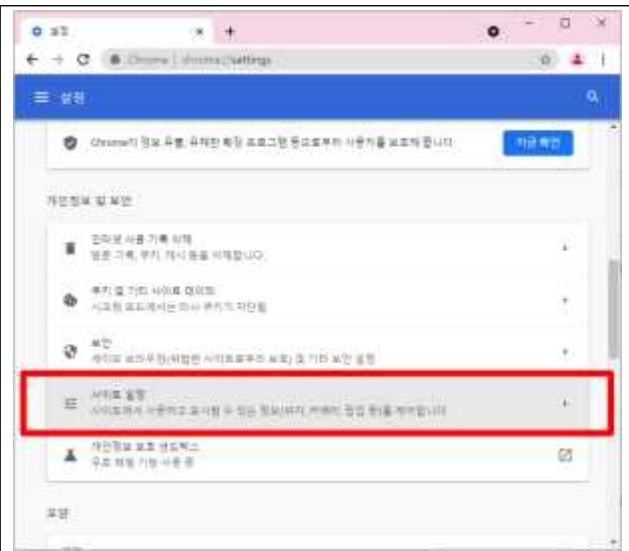 설정
Chrome | chrome://settings
설정
Chrome이 정보 유출, 유해한 확장 프로그램 등으로부터 사용자를 보호해 줍니다.
지금 확인
개인정보 및 보안
인터넷 사용 기록 삭제
방문 기록, 쿠키, 캐시 등을 삭제합니다.
쿠키 및 기타 사이트 데이터
시크릿 모드에서는 타사 쿠키가 차단됨
보안
세이프 브라우징(위험한 사이트로부터 보호) 및 기타 보안 설정
사이트 설정
사이트에서 사용하고 표시할 수 있는 정보(위치, 카메라, 팝업 등)를 제어합니다.
개인정보 보호 샌드박스
무료 체험 기능 사용 중
모양